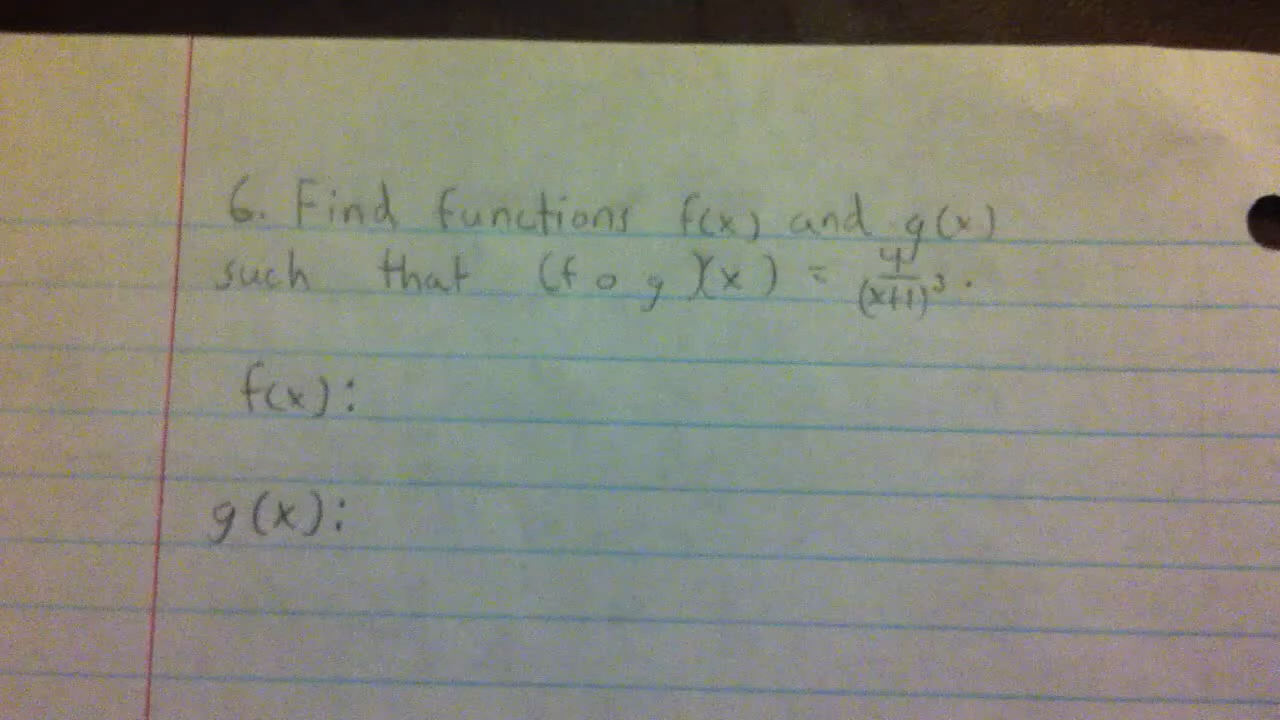 6. Find functions f(x) and g(x)
such that (f o g)(x) = 4/(x+1)³.
f(x):
g(x):